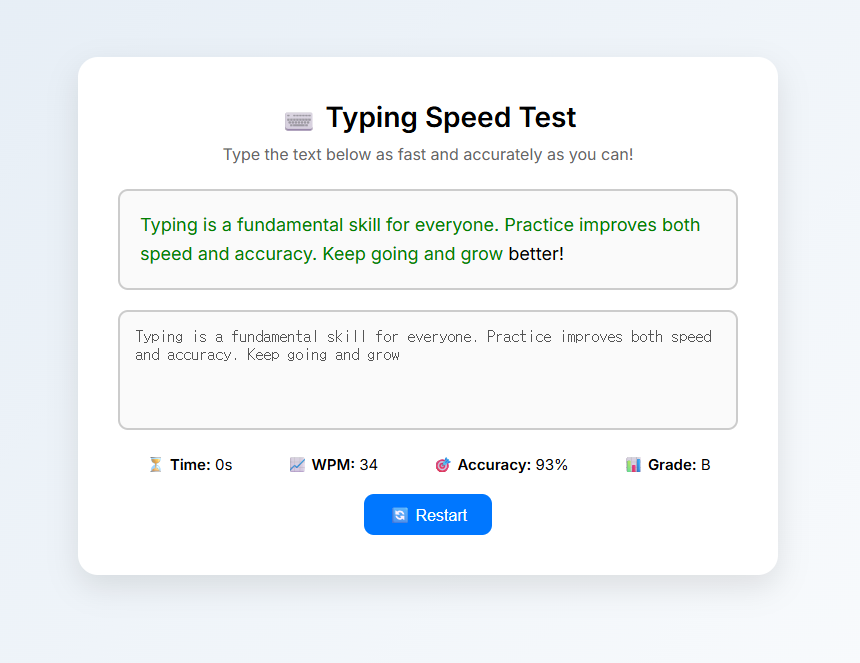 ⌨️ Typing Speed Test
Type the text below as fast and accurately as you can!
Typing is a fundamental skill for everyone. Practice improves both
speed and accuracy. Keep going and grow better!
Typing is a fundamental skill for everyone. Practice improves both speed
and accuracy. Keep going and grow
⏳ Time: 0s 📈 WPM: 34 🎯 Accuracy: 93% 📊 Grade: B
🔄 Restart